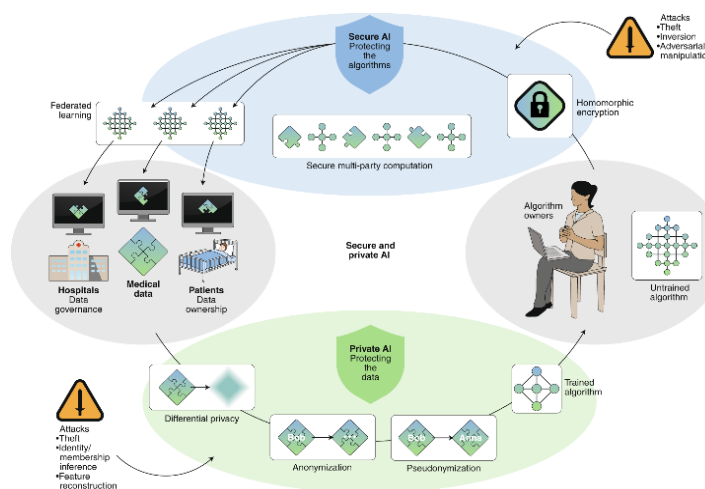 Secure AI
Protecting
the
algorithms
Attacks
•Theft
•Inversion
•Adversarial
manipulatio
Federated
learning
Homomorphic
encryption
Secure multi-party computation
Algorithm
owners
Secure and
private AI
Untrained
algorithm
Hospitals
Data
governance
Medical
data
Patients
Data
ownership
Private AI
Protecting
the
data
Trained
algorithm
Differential privacy
Bob
Bob
Anna
Anonymization
Pseudonymization
Attacks
•Theft
•Identity/
membership
inference
•Feature
reconstruction